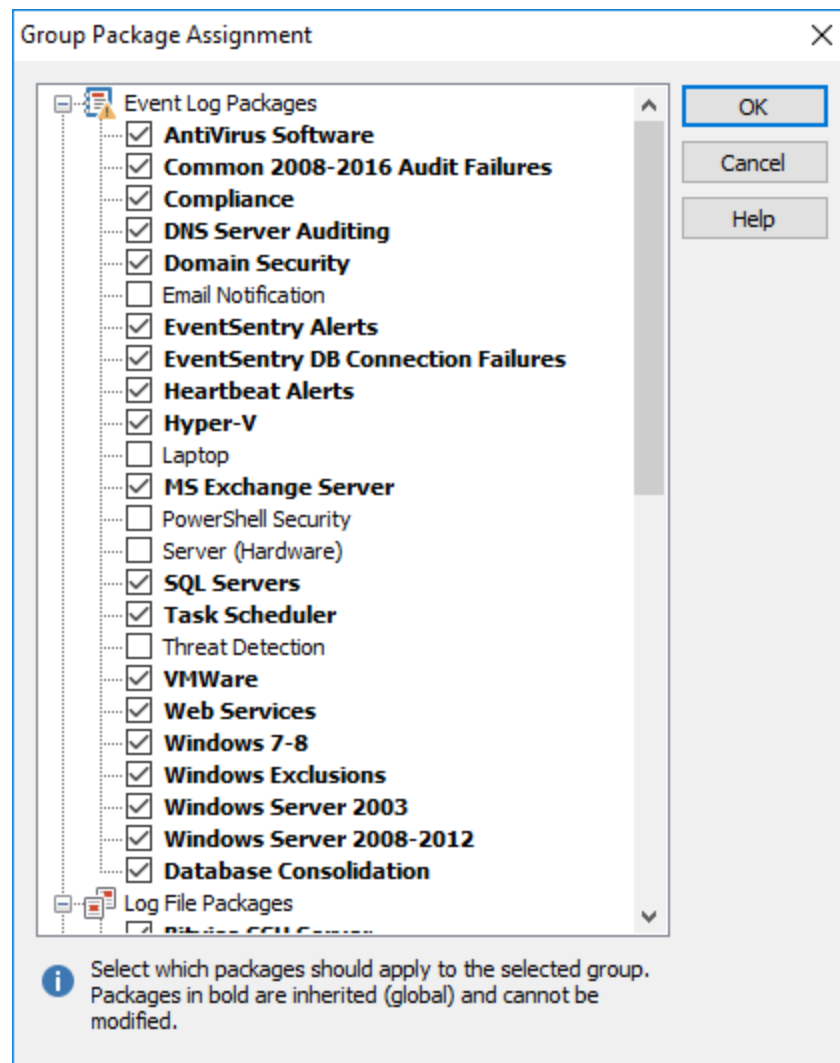 Group Package Assignment
Event Log Packages
OK
AntiVirus Software
Common 2008-2016 Audit Failures
Cancel
Compliance
Help
DNS Server Auditing
Domain Security
Email Notification
EventSentry Alerts
EventSentry DB Connection Failures
Heartbeat Alerts
Hyper-V
Laptop
MS Exchange Server
PowerShell Security
Server (Hardware)
SQL Servers
Task Scheduler
Threat Detection
VMWare
Web Services
Windows 7-8
Windows Exclusions
Windows Server 2003
Windows Server 2008-2012
Database Consolidation
Log File Packages
Select which packages should apply to the selected group.
Packages in bold are inherited (global) and cannot be
modified.